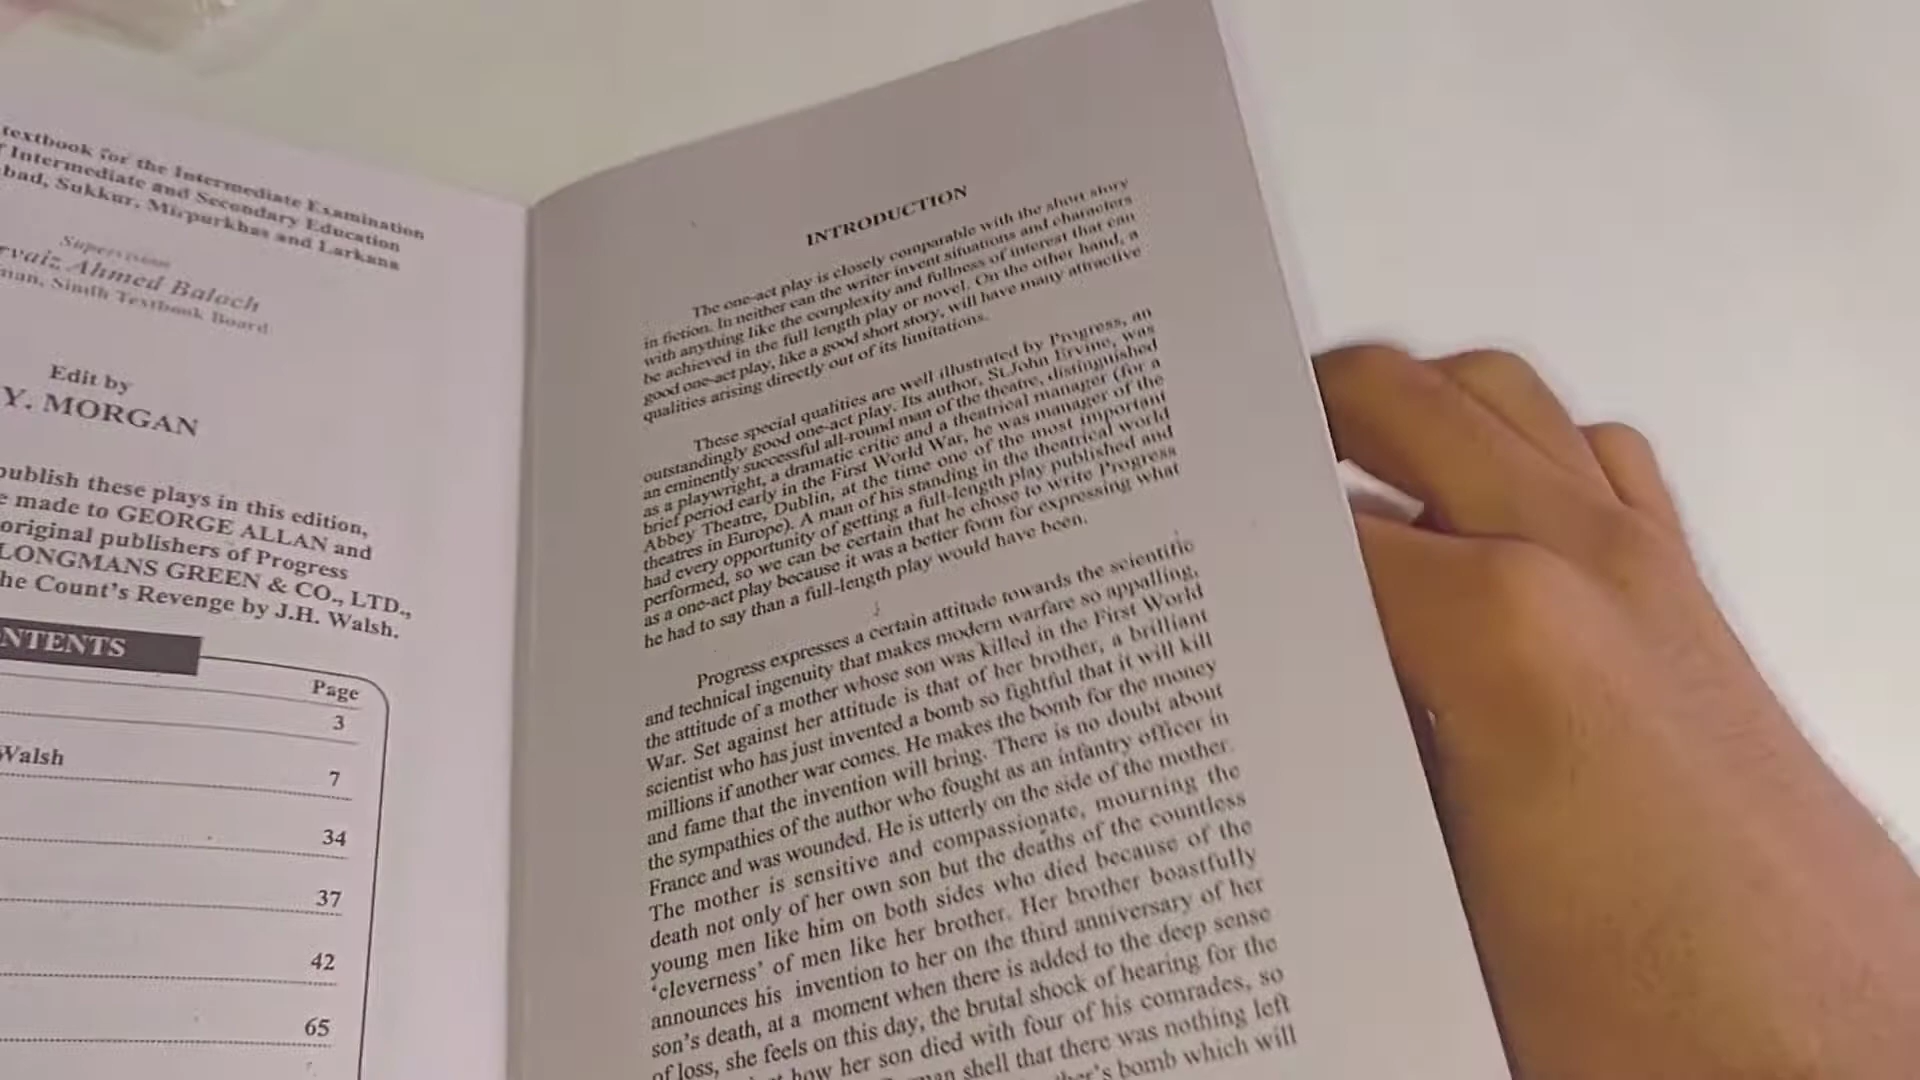 textbook for the Intermediate Examination
f Intermediate and Secondary Education
bad, Sukkur, Mirpurkhas and Larkana
Supervision
rvaiz Ahmed Baloch
man, Sindh Textbook Board
Edit by
Y. MORGAN
publish these plays in this edition,
e made to GEORGE ALLAN and
original publishers of Progress
LONGMANS GREEN & CO., LTD.,
he Count's Revenge by J.H. Walsh.
NTENTS
Page
3
Walsh
7
34
37
42
65
INTRODUCTION
The one-act play is closely comparable with the short story
in fiction. In neither can the writer invent situations and characters
with anything like the complexity and fullness of interest that can
be achieved in the full length play or novel. On the other hand, a
good one-act play, like a good short story, will have many attractive
qualities arising directly out of its limitations.
These special qualities are well illustrated by Progress, an
outstandingly good one-act play. Its author, St.John Ervine, was
an eminently successful all-round man of the theatre, distinguished
as a playwright, a dramatic critic and a theatrical manager (for a
brief period early in the First World War, he was manager of the
Abbey Theatre, Dublin, at the time one of the most important
theatres in Europe). A man of his standing in the theatrical world
had every opportunity of getting a full-length play published and
performed, so we can be certain that he chose to write Progress
as a one-act play because it was a better form for expressing what
he had to say than a full-length play would have been.
Progress expresses a certain attitude towards the scientific
and technical ingenuity that makes modern warfare so appalling,
the attitude of a mother whose son was killed in the First World
War. Set against her attitude is that of her brother, a brilliant
scientist who has just invented a bomb so fightful that it will kill
millions if another war comes. He makes the bomb for the money
and fame that the invention will bring. There is no doubt about
the sympathies of the author who fought as an infantry officer in
France and was wounded. He is utterly on the side of the mother.
The mother is sensitive and compassionate, mourning the
death not only of her own son but the deaths of the countless
young men like him on both sides who died because of the
'cleverness' of men like her brother. Her brother boastfully
announces his invention to her on the third anniversary of her
son's death, at a moment when there is added to the deep sense
of loss, she feels on this day, the brutal shock of hearing for the
how her son died with four of his comrades, so
man shell that there was nothing left
her's bomb which will